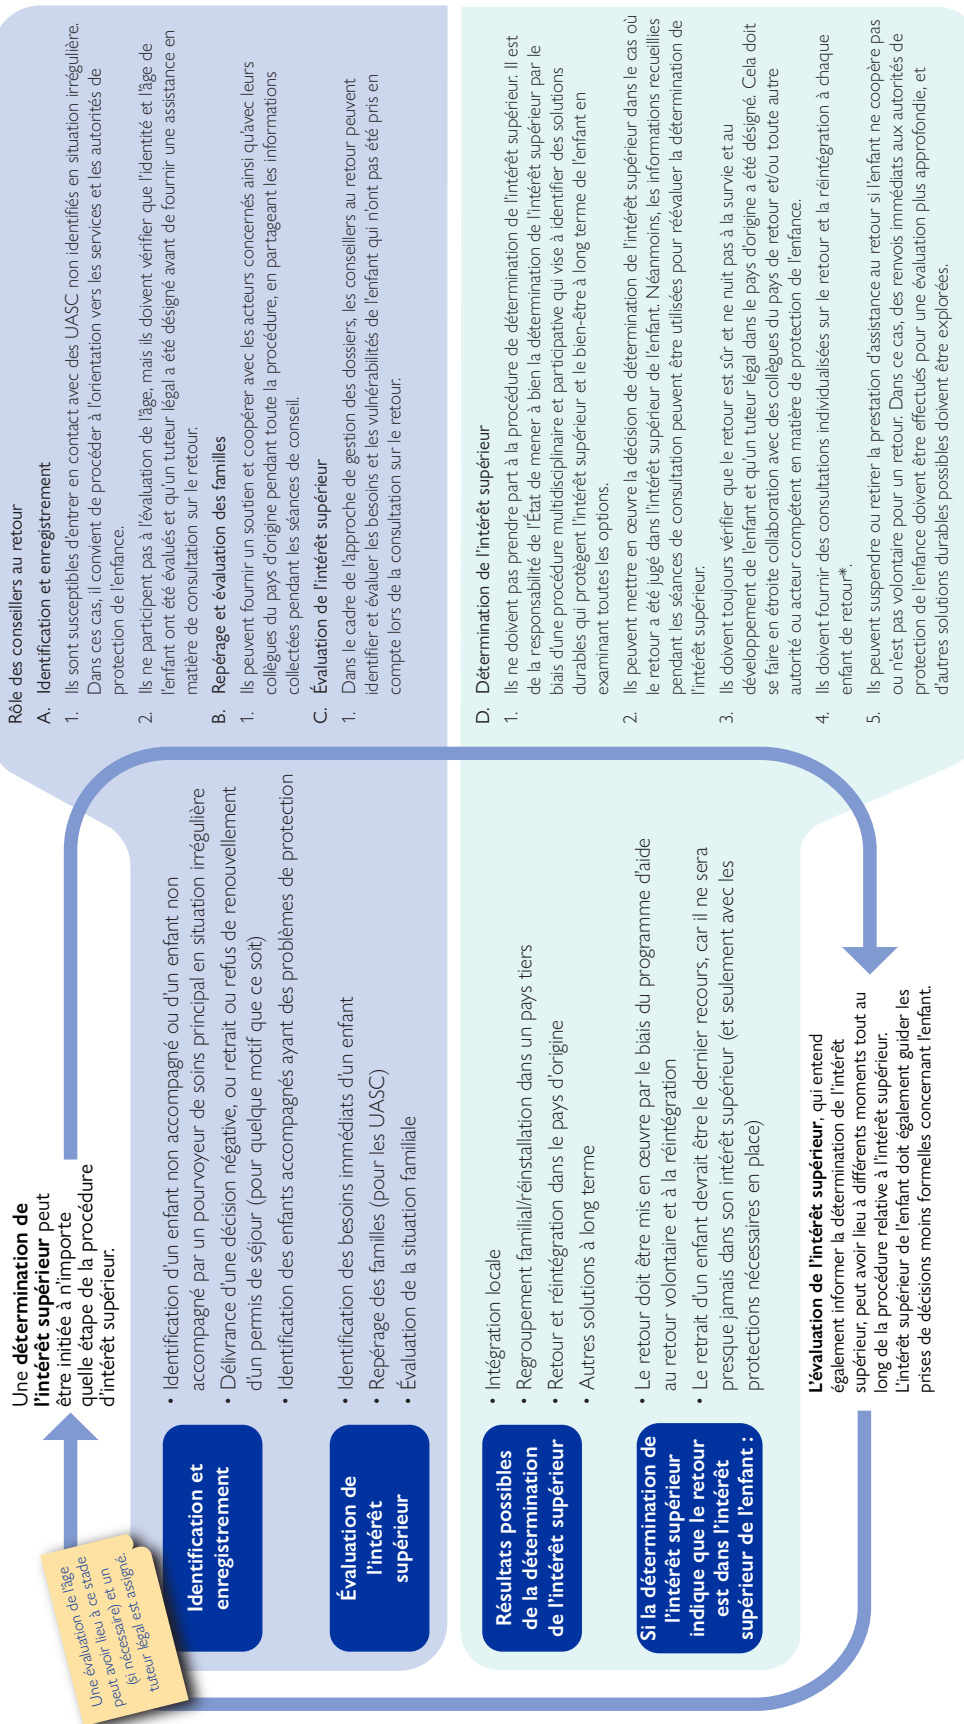 Une évaluation de l'âge
peut avoir lieu à ce stade
(si nécessaire) et un
tuteur légal est assigné.
Une détermination de
l'intérêt supérieur peut
être initiée à n'importe
quelle étape de la procédure
d'intérêt supérieur.
Identification et
enregistrement
• Identification d'un enfant non accompagné ou d'un enfant non
accompagné par un pourvoyeur de soins principal en situation irrégulière
• Délivrance d'une décision négative, ou retrait ou refus de renouvellement
d'un permis de séjour (pour quelque motif que ce soit)
• Identification des enfants accompagnés ayant des problèmes de protection
Évaluation de
l'intérêt
supérieur
• Identification des besoins immédiats d'un enfant
• Repérage des familles (pour les UASC)
• Évaluation de la situation familiale
Résultats possibles
de la détermination
de l'intérêt supérieur
• Intégration locale
• Regroupement familial/réinstallation dans un pays tiers
• Retour et réintégration dans le pays d'origine
• Autres solutions à long terme
Si la détermination de
l'intérêt supérieur
indique que le retour
est dans l'intérêt
supérieur de l'enfant :
• Le retour doit être mis en œuvre par le biais du programme d'aide
au retour volontaire et à la réintégration
• Le retrait d'un enfant devrait être le dernier recours, car il ne sera
presque jamais dans son intérêt supérieur (et seulement avec les
protections nécessaires en place)
L'évaluation de l'intérêt supérieur, qui entend
également informer la détermination de l'intérêt
supérieur, peut avoir lieu à différents moments tout au
long de la procédure relative à l'intérêt supérieur.
L'intérêt supérieur de l'enfant doit également guider les
prises de décisions moins formelles concernant l'enfant.
Rôle des conseillers au retour
A. Identification et enregistrement
1. Ils sont susceptibles d'entrer en contact avec des UASC non identifiés en situation irrégulière.
Dans ces cas, il convient de procéder à l'orientation vers les services et les autorités de
protection de l'enfance.
2. Ils ne participent pas à l'évaluation de l'âge, mais ils doivent vérifier que l'identité et l'âge de
l'enfant ont été évalués et qu'un tuteur légal a été désigné avant de fournir une assistance en
matière de consultation sur le retour.
B. Repérage et évaluation des familles
1. Ils peuvent fournir un soutien et coopérer avec les acteurs concernés ainsi qu'avec leurs
collègues du pays d'origine pendant toute la procédure, en partageant les informations
collectées pendant les séances de conseil.
C. Évaluation de l'intérêt supérieur
1. Dans le cadre de l'approche de gestion des dossiers, les conseillers au retour peuvent
identifier et évaluer les besoins et les vulnérabilités de l'enfant qui n'ont pas été pris en
compte lors de la consultation sur le retour.
D. Détermination de l'intérêt supérieur
1. Ils ne doivent pas prendre part à la procédure de détermination de l'intérêt supérieur. Il est
de la responsabilité de l'État de mener à bien la détermination de l'intérêt supérieur par le
biais d'une procédure multidisciplinaire et participative qui vise à identifier des solutions
durables qui protègent l'intérêt supérieur et le bien-être à long terme de l'enfant en
examinant toutes les options.
2. Ils peuvent mettre en œuvre la décision de détermination de l'intérêt supérieur dans le cas où
le retour a été jugé dans l'intérêt supérieur de l'enfant. Néanmoins, les informations recueillies
pendant les séances de consultation peuvent être utilisées pour réévaluer la détermination de
l'intérêt supérieur.
3. Ils doivent toujours vérifier que le retour est sûr et ne nuit pas à la survie et au
développement de l'enfant et qu'un tuteur légal dans le pays d'origine a été désigné. Cela doit
se faire en étroite collaboration avec des collègues du pays de retour et/ou toute autre
autorité ou acteur compétent en matière de protection de l'enfance.
4. Ils doivent fournir des consultations individualisées sur le retour et la réintégration à chaque
enfant de retour*.
5. Ils peuvent suspendre ou retirer la prestation d'assistance au retour si l'enfant ne coopère pas
ou n'est pas volontaire pour un retour. Dans ce cas, des renvois immédiats aux autorités de
protection de l'enfance doivent être effectués pour une évaluation plus approfondie, et
d'autres solutions durables possibles doivent être explorées.